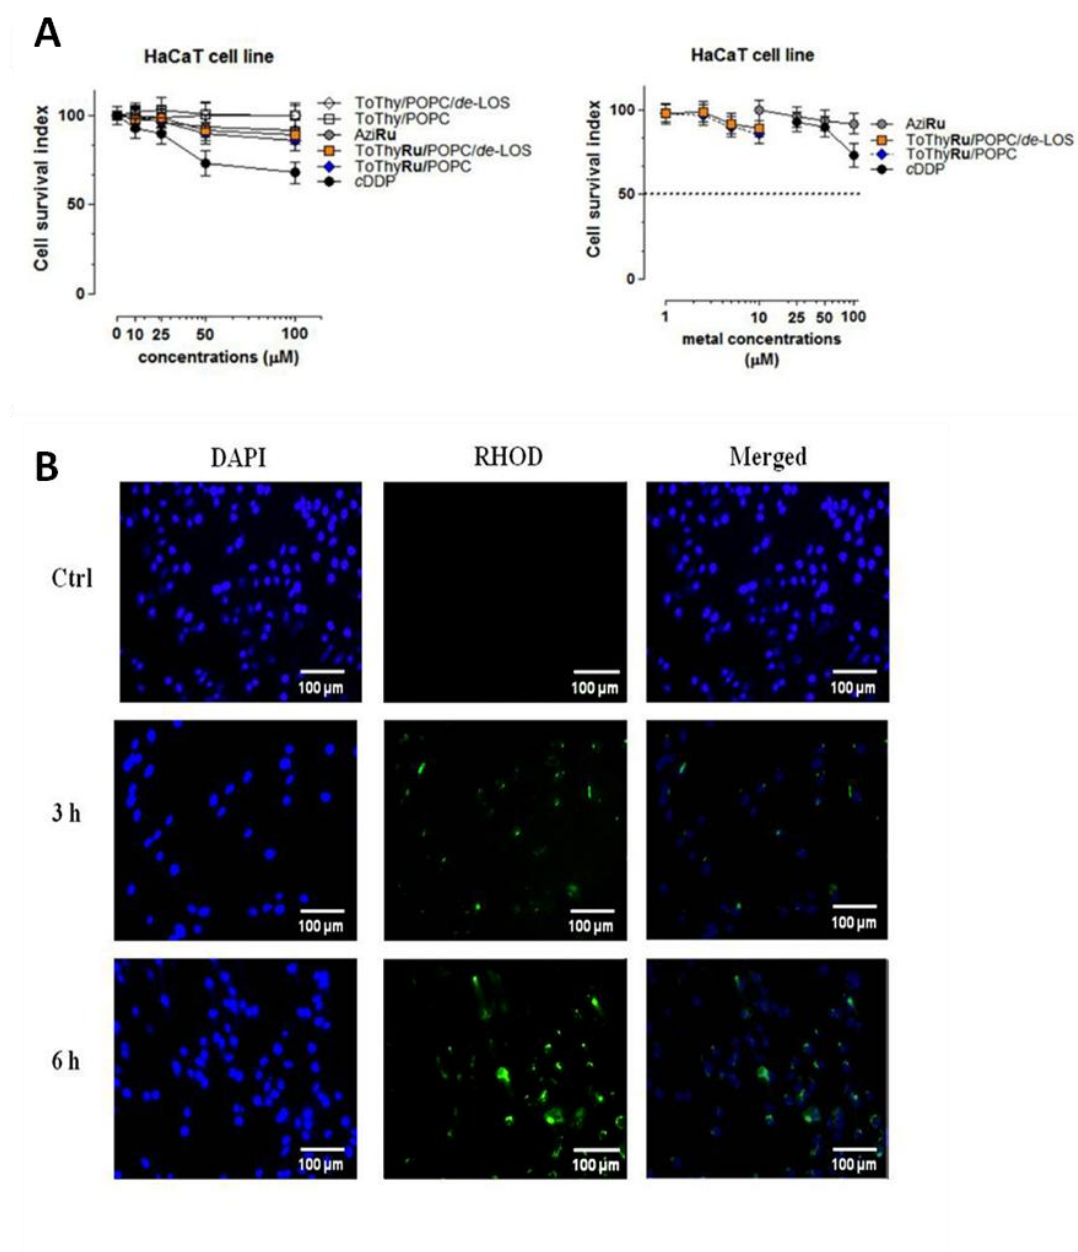 A
HaCaT cell line
Cell survival index
100
50
0
0 10 25 50 100
concentrations (µM)
ToThy/POPC/de-LOS
ToThy/POPC
AziRu
ToThyRu/POPC/de-LOS
ToThyRu/POPC
cDDP
HaCaT cell line
Cell survival index
100
50
0
1 10 25 50 100
metal concentrations
(µM)
AziRu
ToThyRu/POPC/de-LOS
ToThyRu/POPC
cDDP
B
DAPI RHOD Merged
Ctrl
100 µm 100 µm 100 µm
3 h
100 µm 100 µm 100 µm
6 h
100 µm 100 µm 100 µm